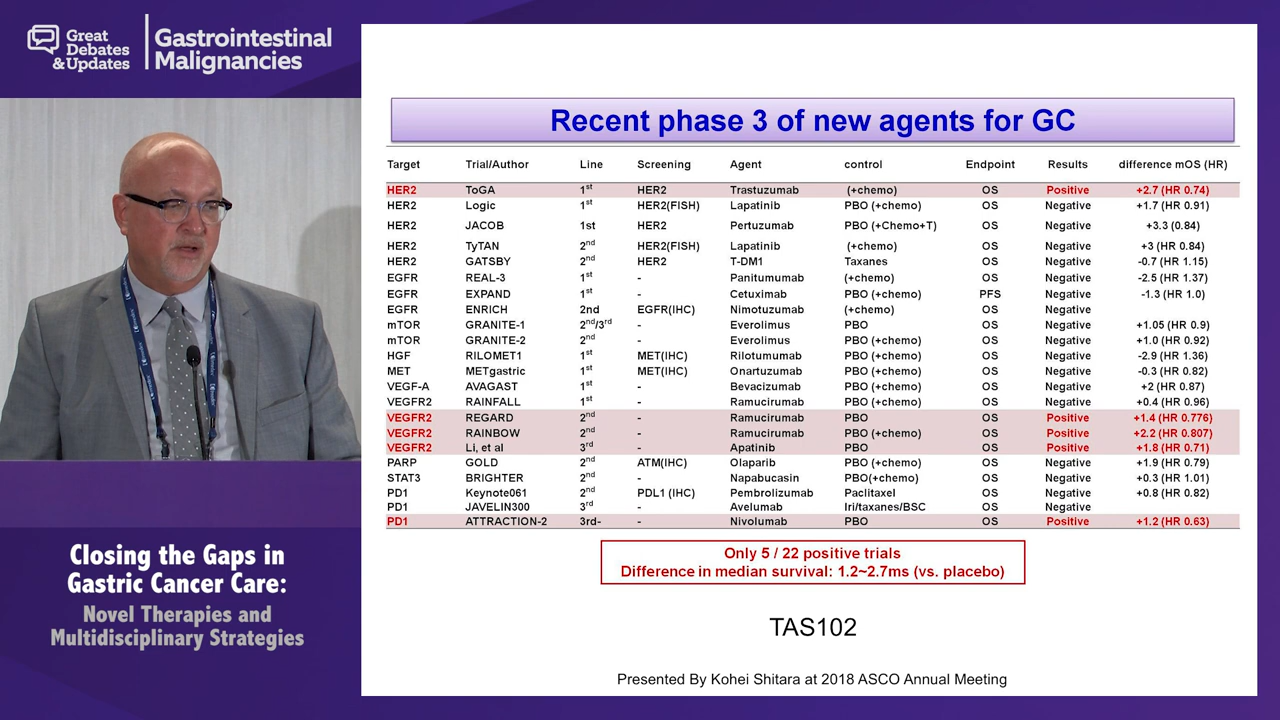 Great
Debates
& Updates
Gastrointestinal
Malignancies
Closing the Gaps in
Gastric Cancer Care:
Novel Therapies and
Multidisciplinary Strategies
Recent phase 3 of new agents for GC
Target Trial/Author Line Screening Agent control Endpoint Results difference mOS (HR)
HER2 ToGA 1st HER2 Trastuzumab (+chemo) OS Positive +2.7 (HR 0.74)
HER2 Logic 1st HER2(FISH) Lapatinib PBO (+chemo) OS Negative +1.7 (HR 0.91)
HER2 JACOB 1st HER2 Pertuzumab PBO (+Chemo+T) OS Negative +3.3 (0.84)
HER2 TyTAN 2nd HER2(FISH) Lapatinib (+chemo) OS Negative +3 (HR 0.84)
HER2 GATSBY 2nd HER2 T-DM1 Taxanes OS Negative -0.7 (HR 1.15)
EGFR REAL-3 1st - Panitumumab (+chemo) OS Negative -2.5 (HR 1.37)
EGFR EXPAND 1st - Cetuximab PBO (+chemo) PFS Negative -1.3 (HR 1.0)
EGFR ENRICH 2nd EGFR(IHC) Nimotuzumab (+chemo) OS Negative
mTOR GRANITE-1 2nd/3rd - Everolimus PBO OS Negative +1.05 (HR 0.9)
mTOR GRANITE-2 2nd - Everolimus PBO (+chemo) OS Negative +1.0 (HR 0.92)
HGF RILOMET1 1st MET(IHC) Rilotumumab PBO (+chemo) OS Negative -2.9 (HR 1.36)
MET METgastric 1st MET(IHC) Onartuzumab PBO (+chemo) OS Negative -0.3 (HR 0.82)
VEGF-A AVAGAST 1st - Bevacizumab PBO (+chemo) OS Negative +2 (HR 0.87)
VEGFR2 RAINFALL 1st - Ramucirumab PBO (+chemo) OS Negative +0.4 (HR 0.96)
VEGFR2 REGARD 2nd - Ramucirumab PBO OS Positive +1.4 (HR 0.776)
VEGFR2 RAINBOW 2nd - Ramucirumab PBO (+chemo) OS Positive +2.2 (HR 0.807)
VEGFR2 Li, et al 3rd - Apatinib PBO OS Positive +1.8 (HR 0.71)
PARP GOLD 2nd ATM(IHC) Olaparib PBO (+chemo) OS Negative +1.9 (HR 0.79)
STAT3 BRIGHTER 2nd - Napabucasin PBO(+chemo) OS Negative +0.3 (HR 1.01)
PD1 Keynote061 2nd PDL1 (IHC) Pembrolizumab Paclitaxel OS Negative +0.8 (HR 0.82)
PD1 JAVELIN300 3rd - Avelumab Iri/taxanes/BSC OS Negative
PD1 ATTRACTION-2 3rd- - Nivolumab PBO OS Positive +1.2 (HR 0.63)
Only 5 / 22 positive trials
Difference in median survival: 1.2~2.7ms (vs. placebo)
TAS102
Presented By Kohei Shitara at 2018 ASCO Annual Meeting